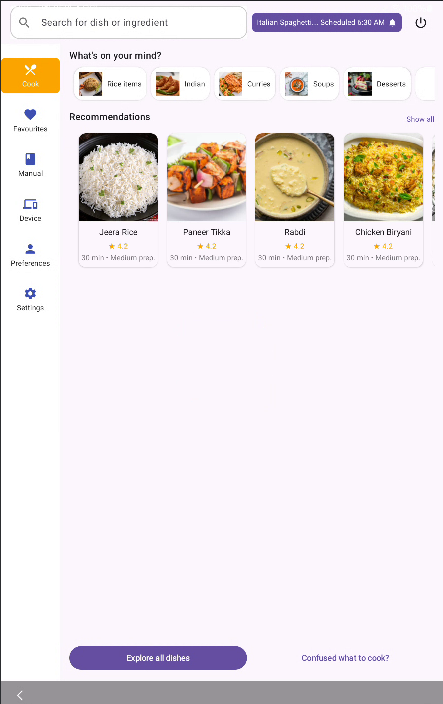 Search for dish or ingredient
Italian Spaghetti... Scheduled 6:30 AM
Cook
Favourites
Manual
Device
Preferences
Settings
What's on your mind?
Rice items
Indian
Curries
Soups
Desserts
Recommendations
Show all
Jeera Rice
★ 4.2
30 min • Medium prep.
Paneer Tikka
★ 4.2
30 min • Medium prep.
Rabdi
★ 4.2
30 min • Medium prep.
Chicken Biryani
★ 4.2
30 min • Medium prep.
Explore all dishes
Confused what to cook?